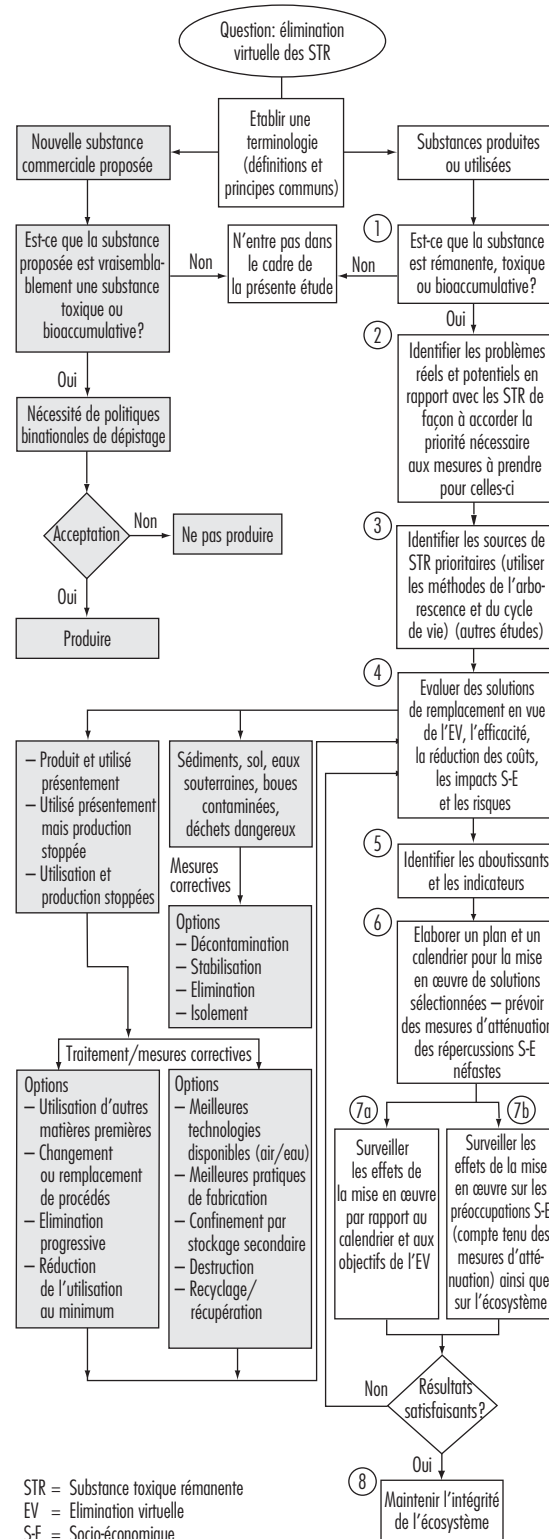 Question: élimination
virtuelle des STR
Etablir une
terminologie
(définitions et
principes communs)
Nouvelle substance
commerciale proposée
Substances produites
ou utilisées
Est-ce que la substance
proposée est vraisembla-
blement une substance
toxique ou
bioaccumulative?
Non
N'entre pas dans
le cadre de
la présente étude
Non
1
Est-ce que la substance
est rémanente, toxique
ou bioaccumulative?
Oui
Oui
Nécessité de politiques
binationales de dépistage
Acceptation
Non
Ne pas produire
Oui
Produire
2
Identifier les problèmes
réels et potentiels en
rapport avec les STR de
façon à accorder la
priorité nécessaire
aux mesures à prendre
pour celles-ci
3
Identifier les sources de
STR prioritaires (utiliser
les méthodes de l'arbo-
rescence et du cycle
de vie) (autres études)
4
Evaluer des solutions
de remplacement en vue
de l'EV, l'efficacité,
la réduction des coûts,
les impacts S-E
et les risques
– Produit et utilisé
présentement
– Utilisé présentement
mais production
stoppée
– Utilisation et
production stoppées
Sédiments, sol, eaux
souterraines, boues
contaminées,
déchets dangereux
Mesures
correctives
Options
– Décontamination
– Stabilisation
– Elimination
– Isolement
Traitement/mesures correctives
Options
– Utilisation d'autres
matières premières
– Changement
ou remplacement
de procédés
– Elimination
progressive
– Réduction
de l'utilisation
au minimum
Options
– Meilleures
technologies
disponibles (air/eau)
– Meilleures pratiques
de fabrication
– Confinement par
stockage secondaire
– Destruction
– Recyclage/
récupération
5
Identifier les aboutissants
et les indicateurs
6
Elaborer un plan et un
calendrier pour la mise
en œuvre de solutions
sélectionnées – prévoir
des mesures d'atténuation
des répercussions S-E
néfastes
7a
Surveiller
les effets de
la mise en œuvre
par rapport au
calendrier et aux
objectifs de l'EV
7b
Surveiller les
effets de la mise
en œuvre sur les
préoccupations S-E
(compte tenu des
mesures d'atté-
nuation) ainsi que
sur l'écosystème
Non
Résultats
satisfaisants?
Oui
8
Maintenir l'intégrité
de l'écosystème
STR = Substance toxique rémanente
EV = Elimination virtuelle
S-E = Socio-économique